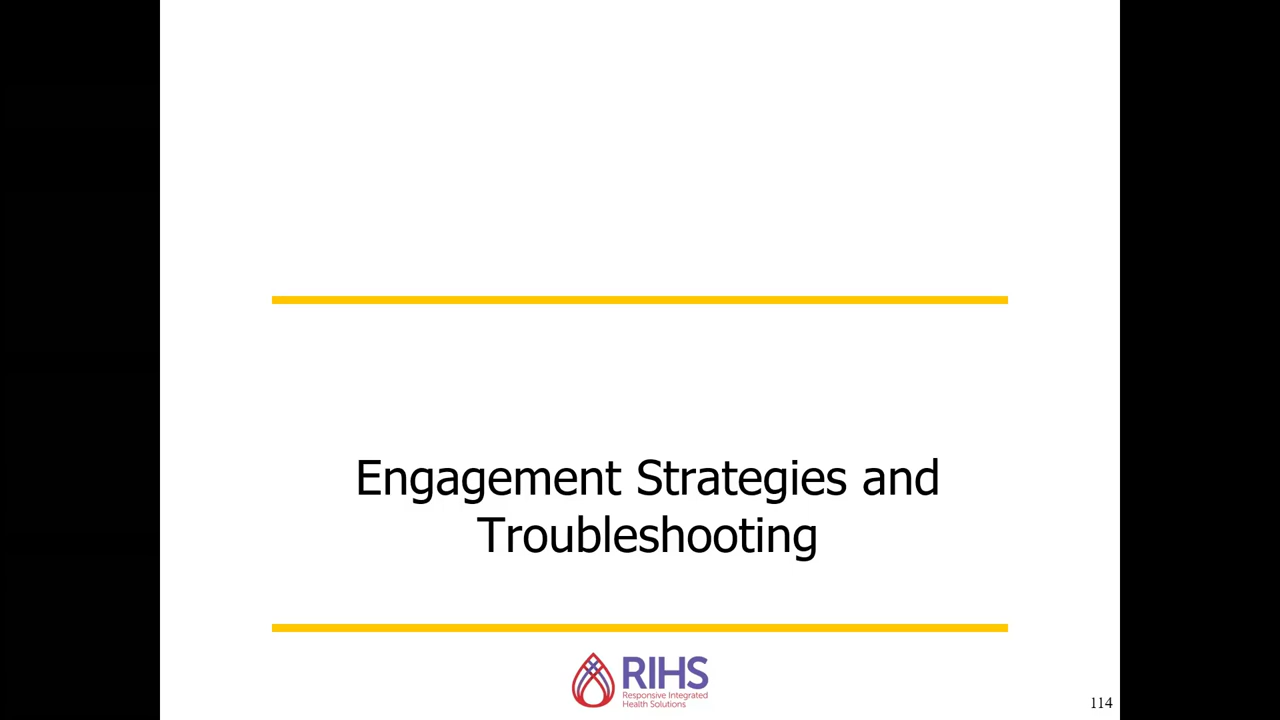 Engagement Strategies and
Troubleshooting
RIHS
Responsive Integrated
Health Solutions
114